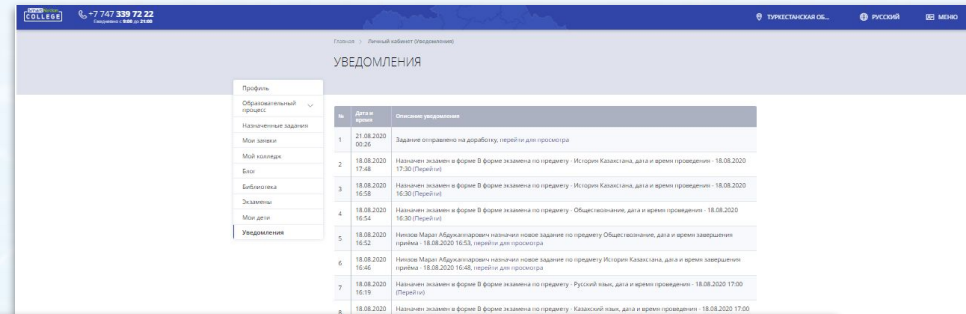 COLLEGE
+7 747 339 72 22
Ежедневно с 9:00 до 21:00
ТУРКЕСТАНСКАЯ ОБ...
РУССКИЙ
МЕНЮ
Главная > Личный кабинет (Уведомления)
УВЕДОМЛЕНИЯ
Профиль
Образовательный
процесс
Назначенные задания
Мои заявки
Мой колледж
Блог
Библиотека
Экзамены
Мои дети
Уведомления
№ Дата и время Описание уведомления
1 21.08.2020 00:26 Задание отправлено на доработку, перейти для просмотра
2 18.08.2020 17:48 Назначен экзамен в форме В форме экзамена по предмету - История Казахстана, дата и время проведения - 18.08.2020
17:30 (Перейти)
3 18.08.2020 16:58 Назначен экзамен в форме В форме экзамена по предмету - История Казахстана, дата и время проведения - 18.08.2020
16:30 (Перейти)
4 18.08.2020 16:54 Назначен экзамен в форме В форме экзамена по предмету - Обществознание, дата и время проведения - 18.08.2020
16:30 (Перейти)
5 18.08.2020 16:52 Ниязов Марат Абдужаппарович назначил новое задание по предмету Обществознание, дата и время завершения
приёма - 18.08.2020 16:53, перейти для просмотра
6 18.08.2020 16:46 Ниязов Марат Абдужаппарович назначил новое задание по предмету История Казахстана, дата и время завершения
приёма - 18.08.2020 16:48, перейти для просмотра
7 18.08.2020 16:19 Назначен экзамен в форме В форме экзамена по предмету - Русский язык, дата и время проведения - 18.08.2020 17:00
(Перейти)
8 18.08.2020 Назначен экзамен в форме В форме экзамена по предмету - Казахский язык, дата и время проведения - 18.08.2020 17:00